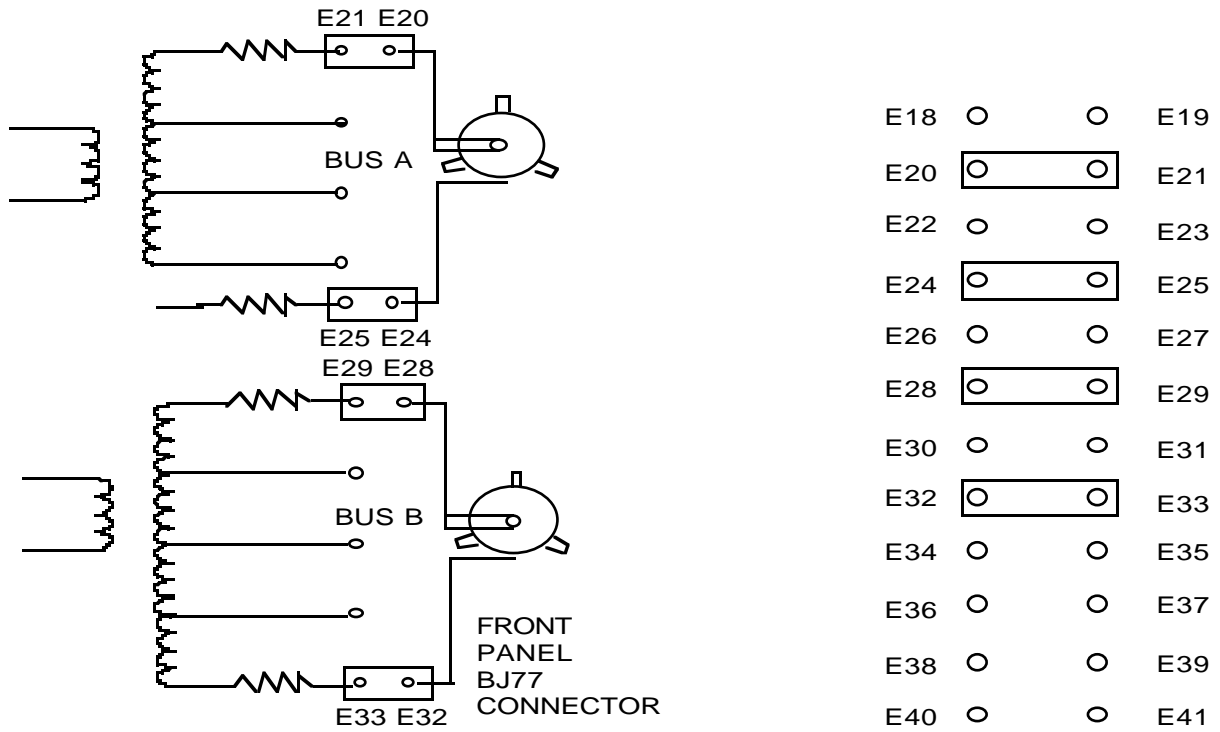 E21 E20
BUS A
E25 E24
E29 E28
BUS B
FRONT
PANEL
BJ77
CONNECTOR
E33 E32
E18 E19
E20 E21
E22 E23
E24 E25
E26 E27
E28 E29
E30 E31
E32 E33
E34 E35
E36 E37
E38 E39
E40 E41